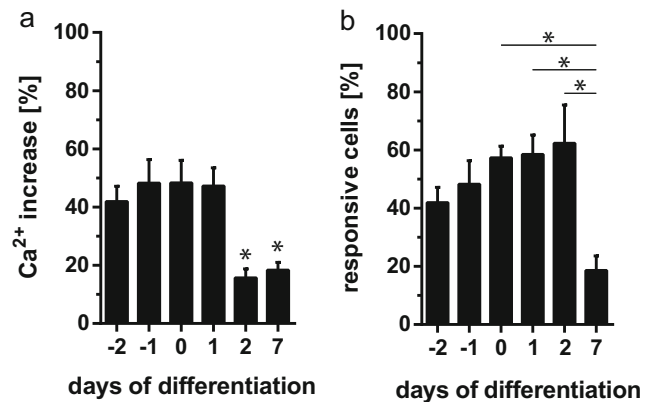 a
Ca²⁺ increase [%]
100
80
60
40
20
0
* *
-2 -1 0 1 2 7
days of differentiation
b
responsive cells [%]
100
80
60
40
20
0
*
*
*
-2 -1 0 1 2 7
days of differentiation